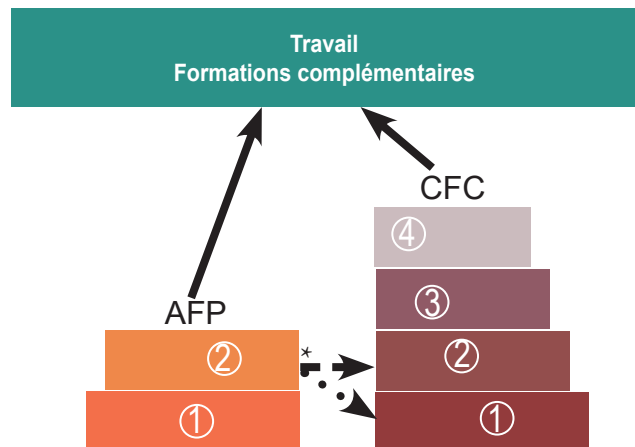 Travail
Formations complémentaires
CFC
④
③
AFP
② * ②
① ①